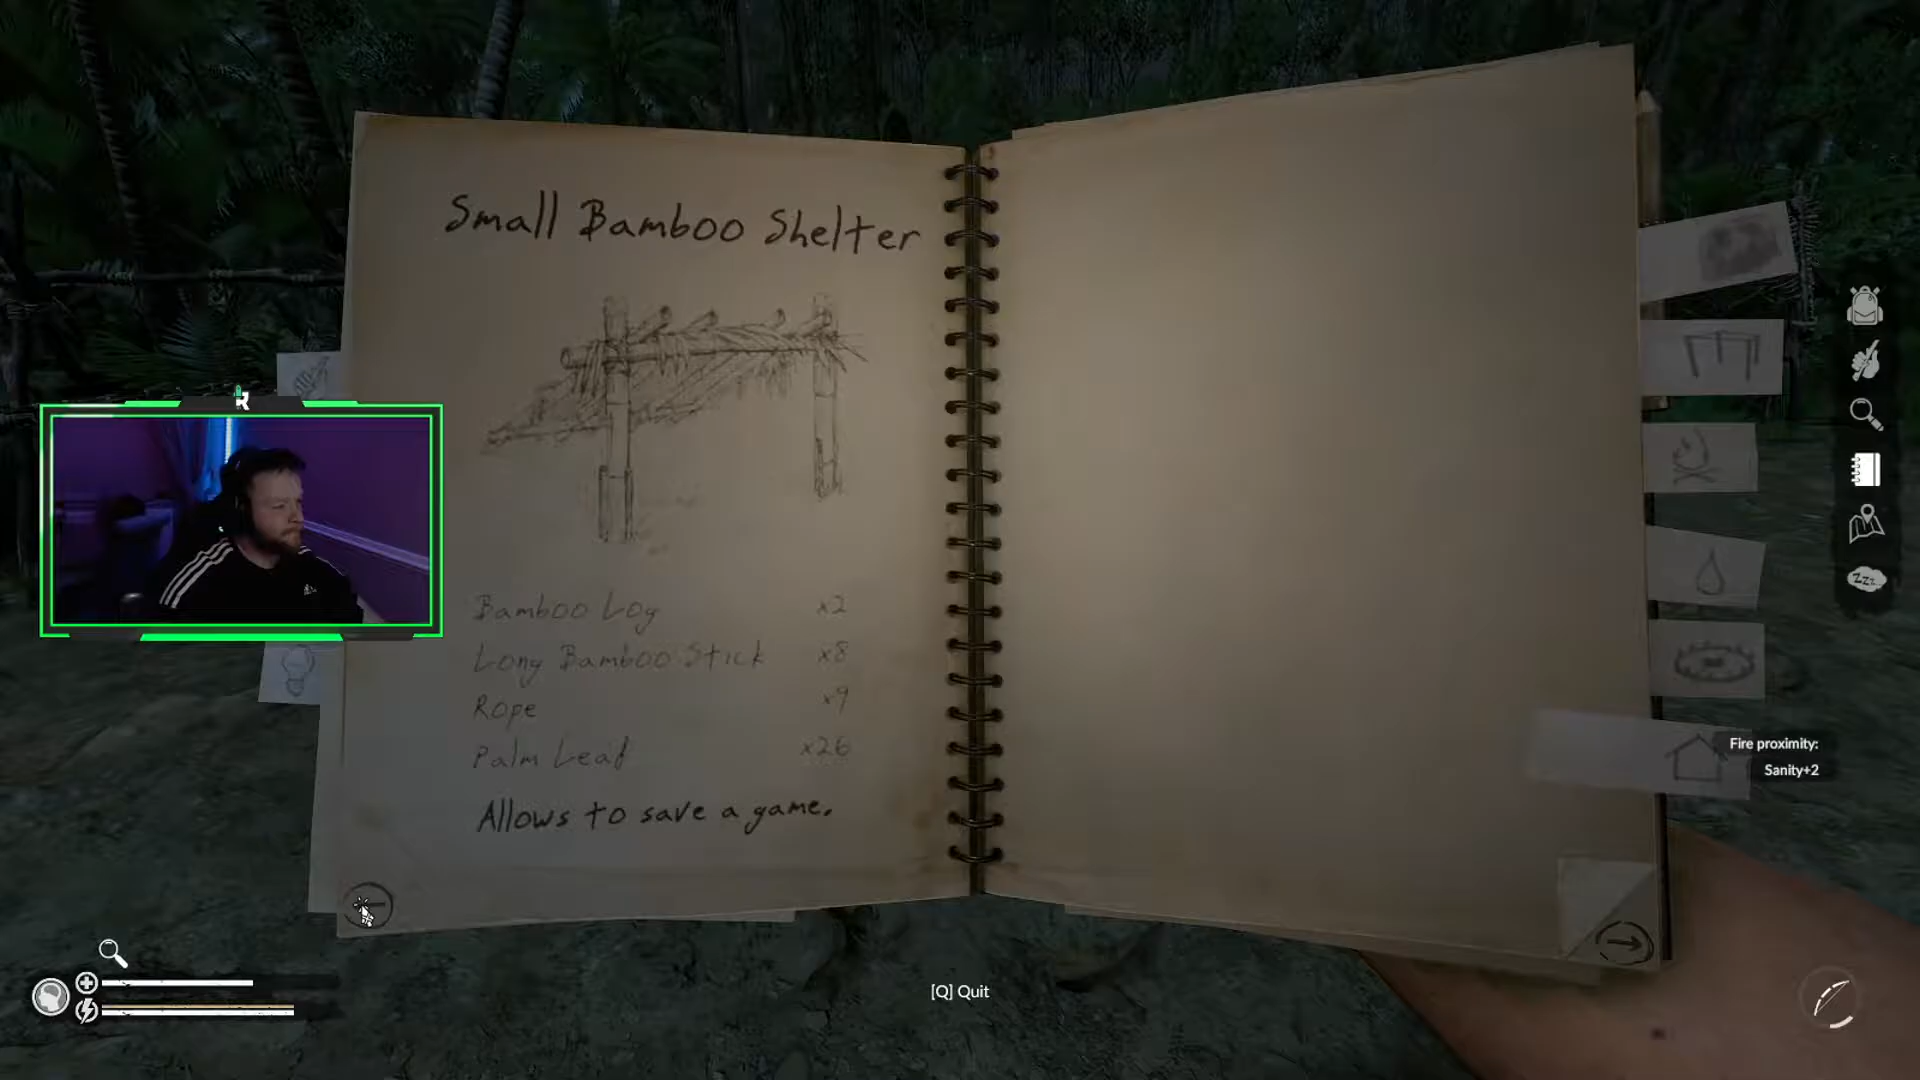 Small Bamboo Shelter
Bamboo Log x2
Long Bamboo Stick x8
Rope x9
Palm Leaf x26
Allows to save a game.
Fire proximity:
Sanity+2
Zzz..
[Q] Quit